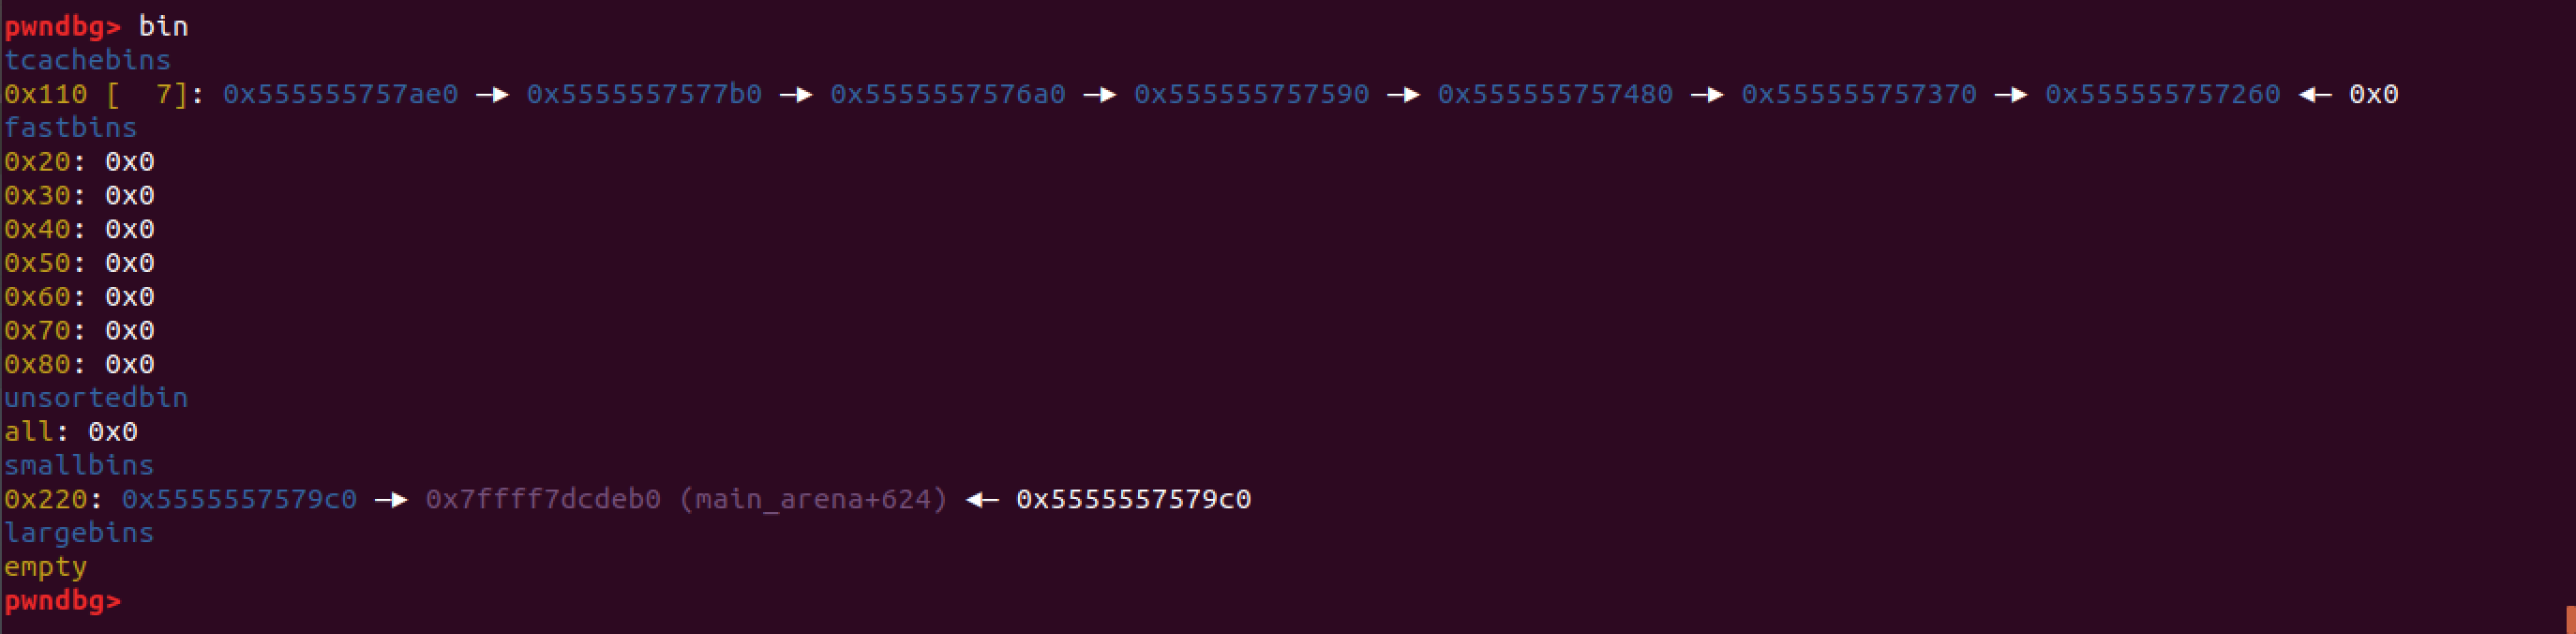 pwndbg> bin
tcachebins
0x110 [  7]: 0x555555757ae0 —▸ 0x5555557577b0 —▸ 0x5555557576a0 —▸ 0x555555757590 —▸ 0x555555757480 —▸ 0x555555757370 —▸ 0x555555757260 ◂— 0x0
fastbins
0x20: 0x0
0x30: 0x0
0x40: 0x0
0x50: 0x0
0x60: 0x0
0x70: 0x0
0x80: 0x0
unsortedbin
all: 0x0
smallbins
0x220: 0x5555557579c0 —▸ 0x7ffff7dcdeb0 (main_arena+624) ◂— 0x5555557579c0
largebins
empty
pwndbg>